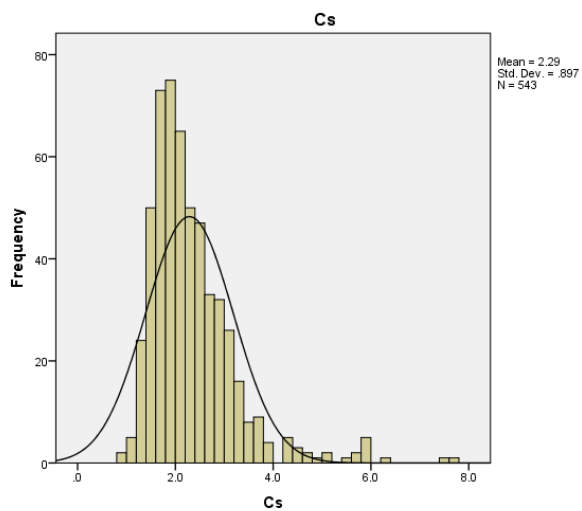 Cs
Mean = 2.29
Std. Dev. = .897
N = 543
80
60
40
20
0
Frequency
.0 2.0 4.0 6.0 8.0
Cs